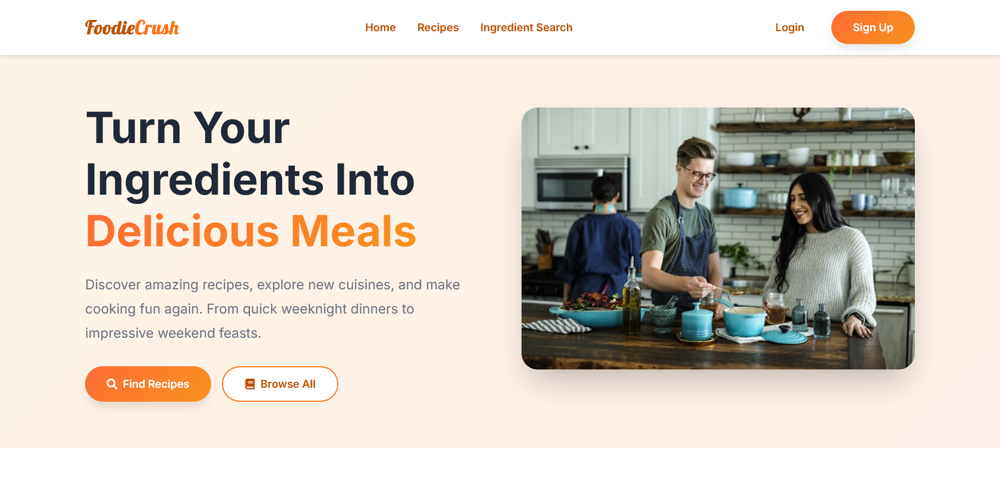 FoodieCrush
Home
Recipes
Ingredient Search
Login
Sign Up
Turn Your
Ingredients Into
Delicious Meals
Discover amazing recipes, explore new cuisines, and make
cooking fun again. From quick weeknight dinners to
impressive weekend feasts.
Find Recipes
Browse All